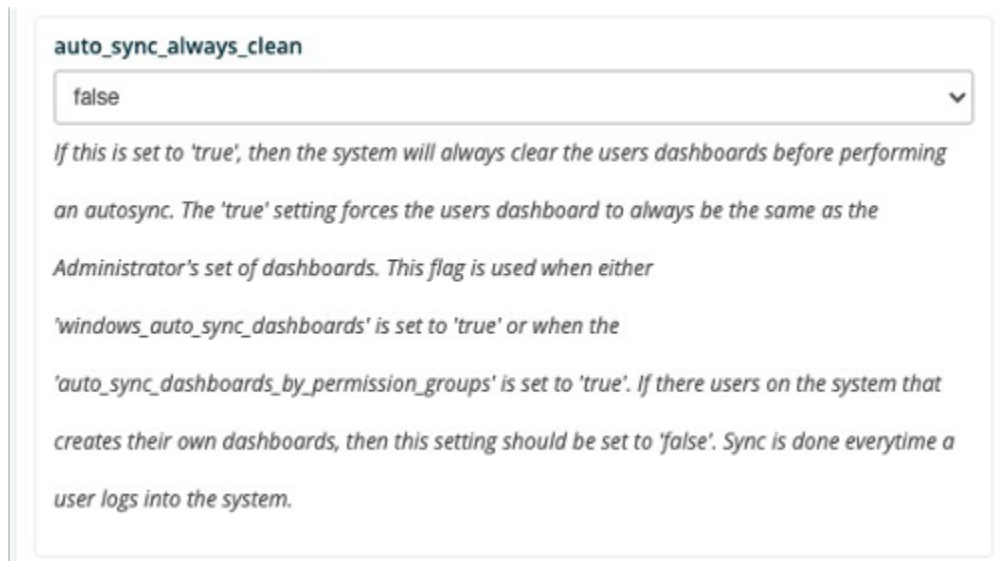 auto_sync_always_clean
false
If this is set to 'true', then the system will always clear the users dashboards before performing
an autosync. The 'true' setting forces the users dashboard to always be the same as the
Administrator's set of dashboards. This flag is used when either
'windows_auto_sync_dashboards' is set to 'true' or when the
'auto_sync_dashboards_by_permission_groups' is set to 'true'. If there users on the system that
creates their own dashboards, then this setting should be set to 'false'. Sync is done everytime a
user logs into the system.